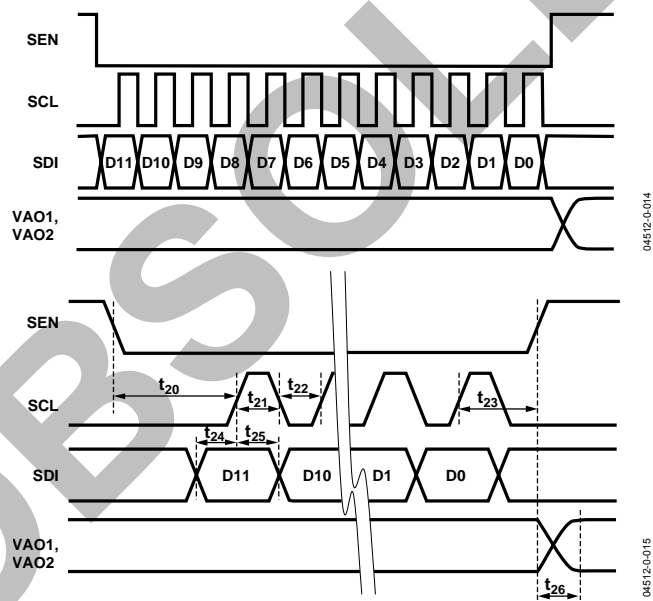 SEN
SCL
SDI D11 D10 D9 D8 D7 D6 D5 D4 D3 D2 D1 D0
VAO1,
VAO2
04512-0-014
SEN
t20
t21 t22 t23
SCL
t24 t25
SDI D11 D10 D1 D0
VAO1,
VAO2
t26
04512-0-015
OBSOLE